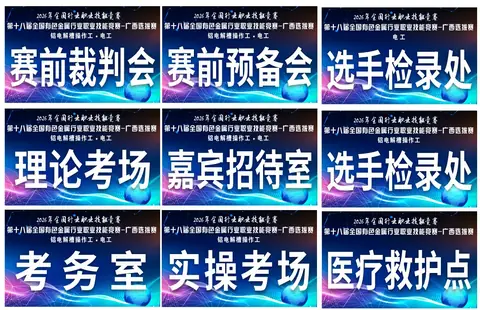 2026年全国行业职业技能竞赛
第十八届全国有色金属行业职业技能竞赛-广西选拔赛
铝电解槽操作工·电工
赛前裁判会
2026年全国行业职业技能竞赛
第十八届全国有色金属行业职业技能竞赛-广西选拔赛
铝电解槽操作工·电工
赛前预备会
2026年全国行业职业技能竞赛
第十八届全国有色金属行业职业技能竞赛-广西选拔赛
铝电解槽操作工
选手检录处
2026年全国行业职业技能竞赛
第十八届全国有色金属行业职业技能竞赛-广西选拔赛
铝电解槽操作工·电工
理论考场
2026年全国行业职业技能竞赛
第十八届全国有色金属行业职业技能竞赛-广西选拔赛
铝电解槽操作工·电工
嘉宾招待室
2026年全国行业职业技能竞赛
第十八届全国有色金属行业职业技能竞赛-广西选拔赛
铝电解槽操作工
选手检录处
2026年全国行业职业技能竞赛
第十八届全国有色金属行业职业技能竞赛-广西选拔赛
铝电解槽操作工·电工
考务室
2026年全国行业职业技能竞赛
第十八届全国有色金属行业职业技能竞赛-广西选拔赛
铝电解槽操作工·电工
实操考场
2026年全国行业职业技能竞赛
第十八届全国有色金属行业职业技能竞赛-广西选拔赛
铝电解槽操作工·电工
医疗救护点